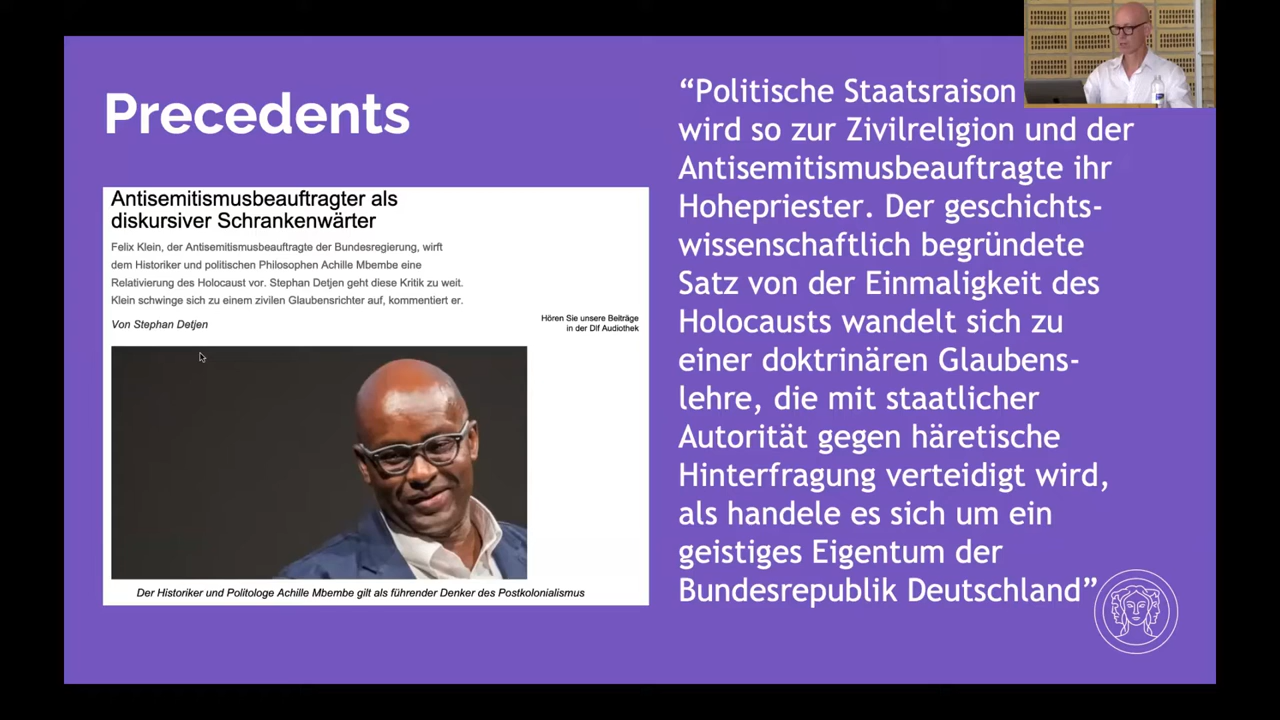 Precedents
Antisemitismusbeauftragter als
diskursiver Schrankenwärter
Felix Klein, der Antisemitismusbeauftragte der Bundesregierung, wirft
dem Historiker und politischen Philosophen Achille Mbembe eine
Relativierung des Holocaust vor. Stephan Detjen geht diese Kritik zu weit.
Klein schwinge sich zu einem zivilen Glaubensrichter auf, kommentiert er.
Von Stephan Detjen
Hören Sie unsere Beiträge
in der Dlf Audiothek
Der Historiker und Politologe Achille Mbembe gilt als führender Denker des Postkolonialismus
“Politische Staatsraison
wird so zur Zivilreligion und der
Antisemitismusbeauftragte ihr
Hohepriester. Der geschichts-
wissenschaftlich begründete
Satz von der Einmaligkeit des
Holocausts wandelt sich zu
einer doktrinären Glaubens-
lehre, die mit staatlicher
Autorität gegen häretische
Hinterfragung verteidigt wird,
als handele es sich um ein
geistiges Eigentum der
Bundesrepublik Deutschland”